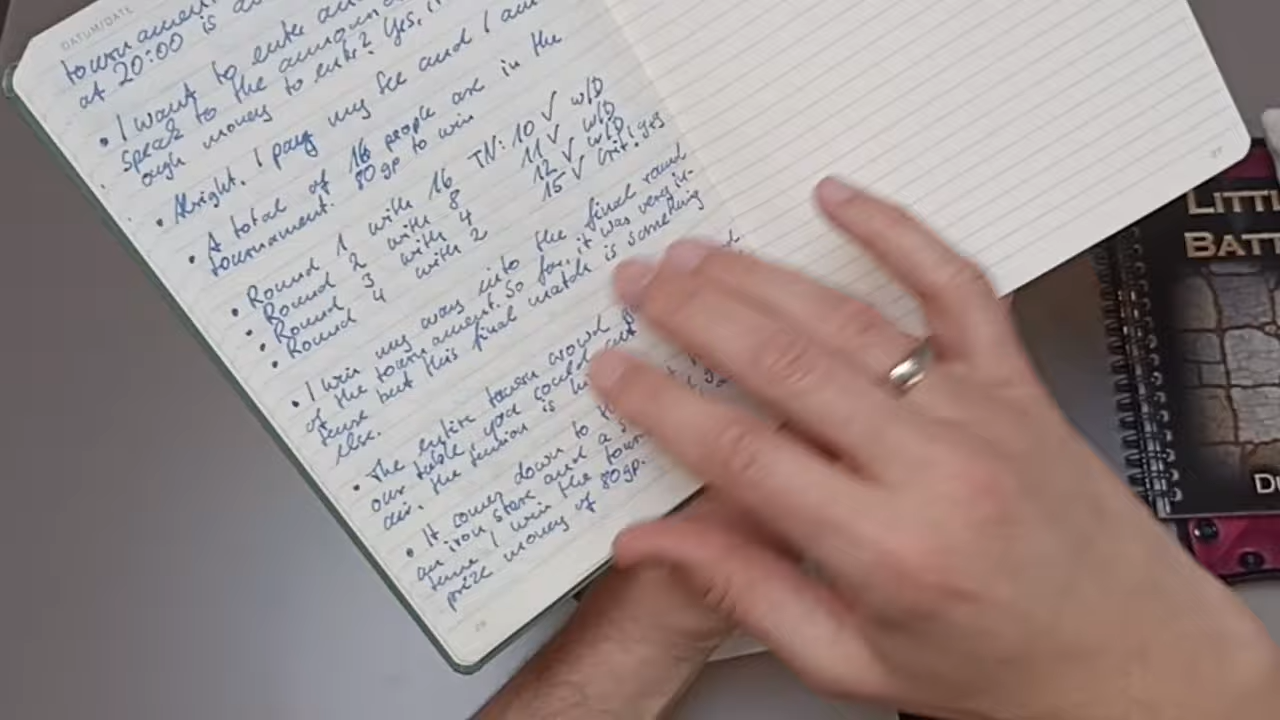 DATUM/DATE
tournament
at 20:00 is
• I want to enter
speak to the
ough money to enter? Yes.
• Alright. I pay my fee and I am
• A total of 16 people are in the
tournament. 80gp to win
• Round 1 with 16 TN: 10 ✓ w/D
Round 2 with 8 11 ✓ w/D
• Round 3 with 4 12 ✓ w/D
• Round 4 with 2 15 ✓ Crit!
• I win my way into the final round
of the tournament. So far, it was very in-
tense but this final match is something
else.
• The entire tavern crowd
our table, you could cut
air. the tension is
• It comes down to
an iron stare and a
time I win the
prize money of 80gp.
26
27
LITTL
BATT